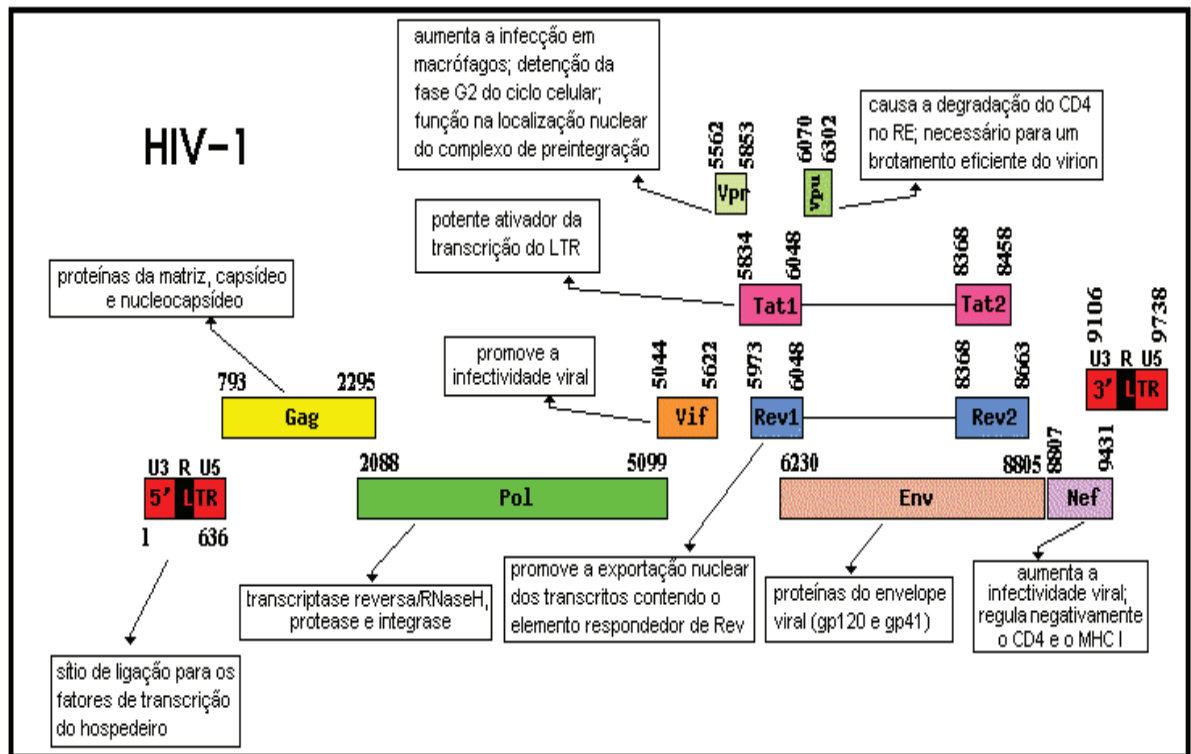 HIV-1
aumenta a infecção em
macrófagos; detenção da
fase G2 do ciclo celular;
função na localização nuclear
do complexo de preintegração
5562
5853
Vpr
6070
6302
Vpu
causa a degradação do CD4
no RE; necessário para um
brotamento eficiente do virion
potente ativador da
transcrição do LTR
5834
6048
Tat1
8368
8458
Tat2
9106
9738
U3 R U5
3' LTR
proteínas da matriz, capsídeo
e nucleocapsídeo
793
2295
Gag
promove a
infectividade viral
5044
5622
Vif
5973
6048
Rev1
8368
8663
Rev2
8807
9431
Nef
U3 R U5
5' LTR
1
636
2088
5099
Pol
6230
8805
Env
sítio de ligação para os
fatores de transcrição
do hospedeiro
transcriptase reversa/RNaseH,
protease e integrase
promove a exportação nuclear
dos transcritos contendo o
elemento respondedor de Rev
proteínas do envelope
viral (gp120 e gp41)
aumenta a
infectividade viral;
regula negativamente
o CD4 e o MHC I